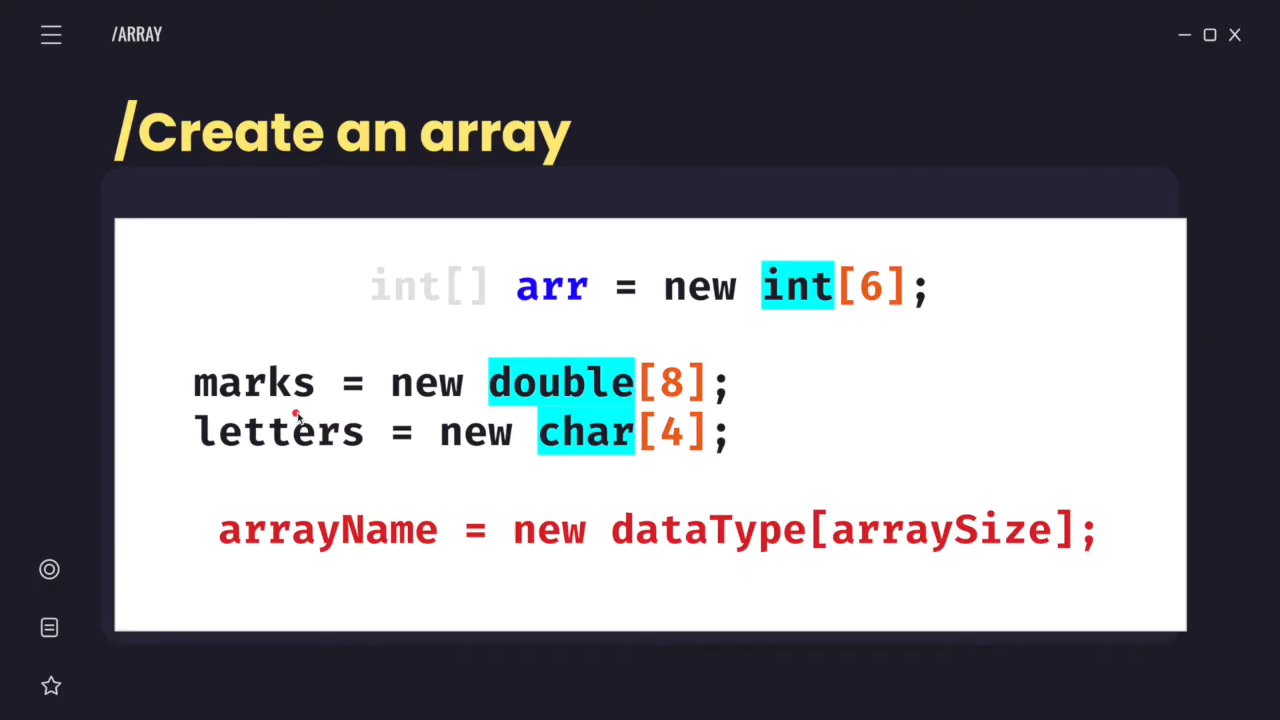 /ARRAY
/Create an array
int[] arr = new int[6];
marks = new double[8];
letters = new char[4];
arrayName = new dataType[arraySize];